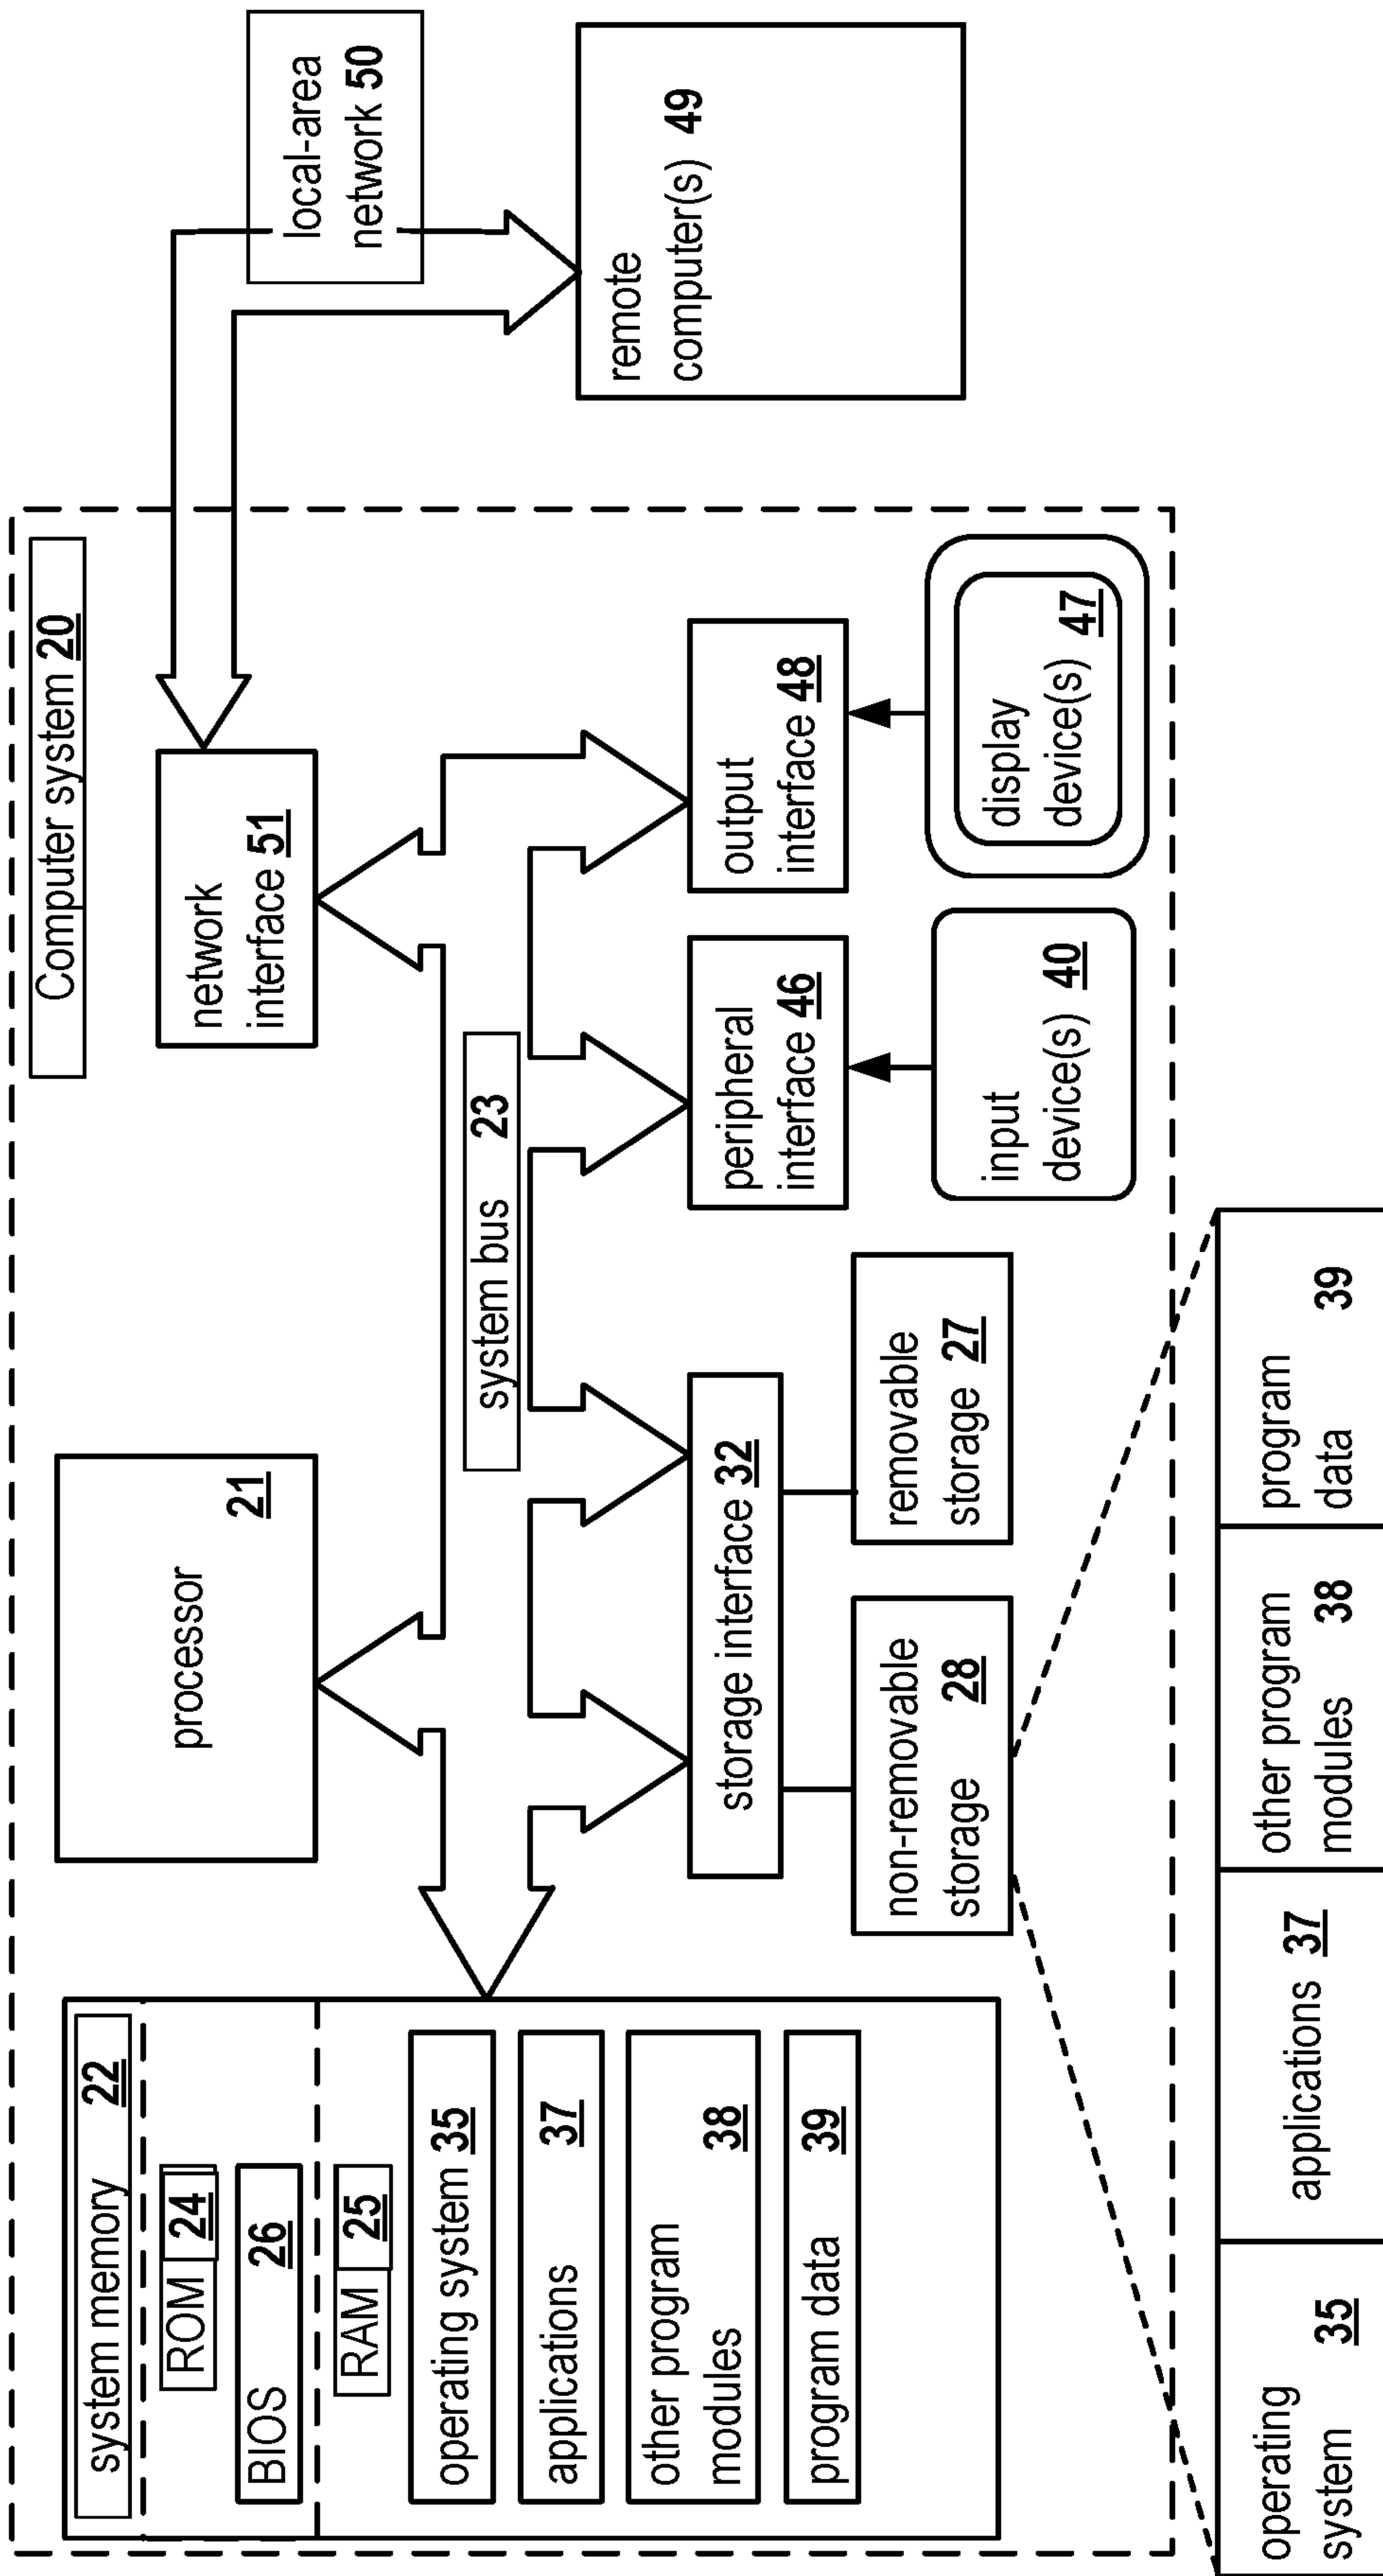 Computer system 20
system memory 22
ROM 24
BIOS 26
RAM 25
operating system 35
applications 37
other program
modules 38
program data 39
processor 21
network
interface 51
system bus 23
storage interface 32
non-removable
storage 28
removable
storage 27
peripheral
interface 46
output
interface 48
input
device(s) 40
display
device(s) 47
local-area
network 50
remote
computer(s) 49
operating
system 35
applications 37
other program
modules 38
program
data 39